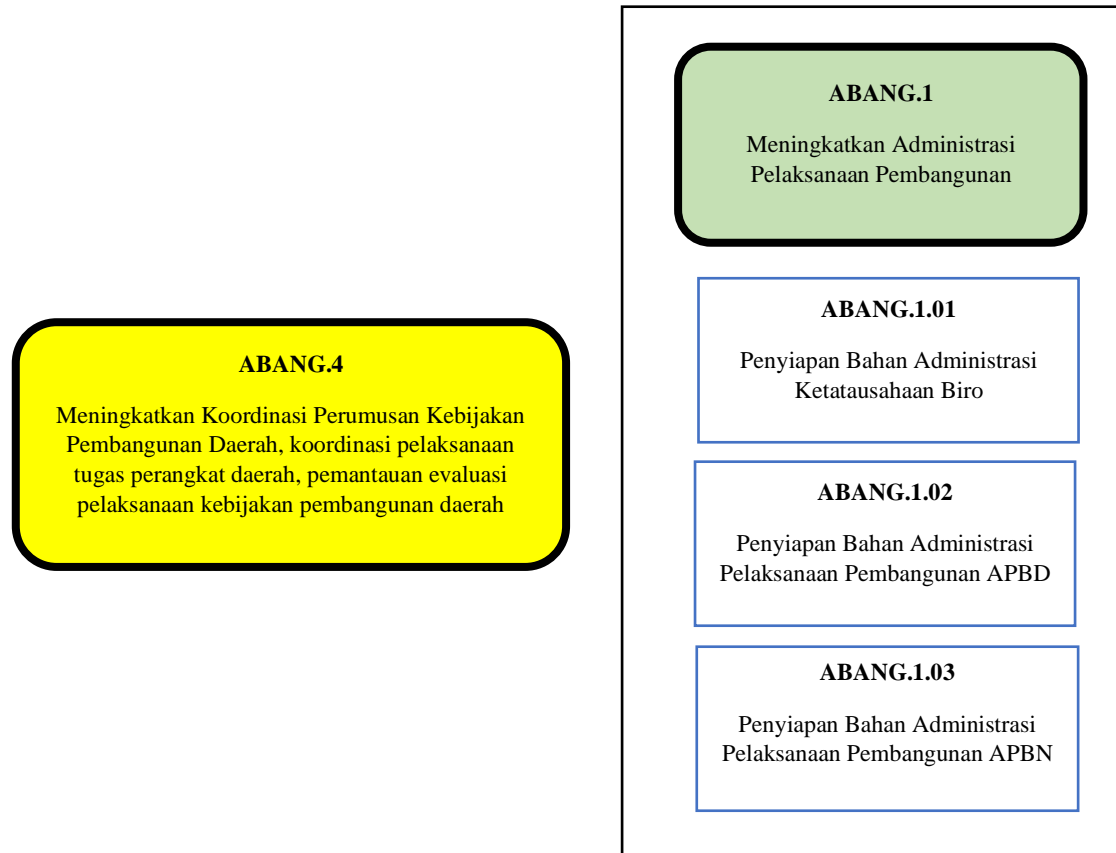 ABANG.4
Meningkatkan Koordinasi Perumusan Kebijakan
Pembangunan Daerah, koordinasi pelaksanaan
tugas perangkat daerah, pemantauan evaluasi
pelaksanaan kebijakan pembangunan daerah
ABANG.1
Meningkatkan Administrasi
Pelaksanaan Pembangunan
ABANG.1.01
Penyiapan Bahan Administrasi
Ketatausahaan Biro
ABANG.1.02
Penyiapan Bahan Administrasi
Pelaksanaan Pembangunan APBD
ABANG.1.03
Penyiapan Bahan Administrasi
Pelaksanaan Pembangunan APBN